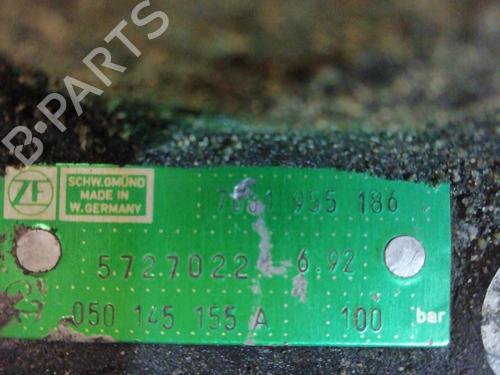 B-PARTS
ZF
SCHW.GMÜND
MADE IN
W.GERMANY
955 186
5727022 6.92
050 145 155 A 100 bar